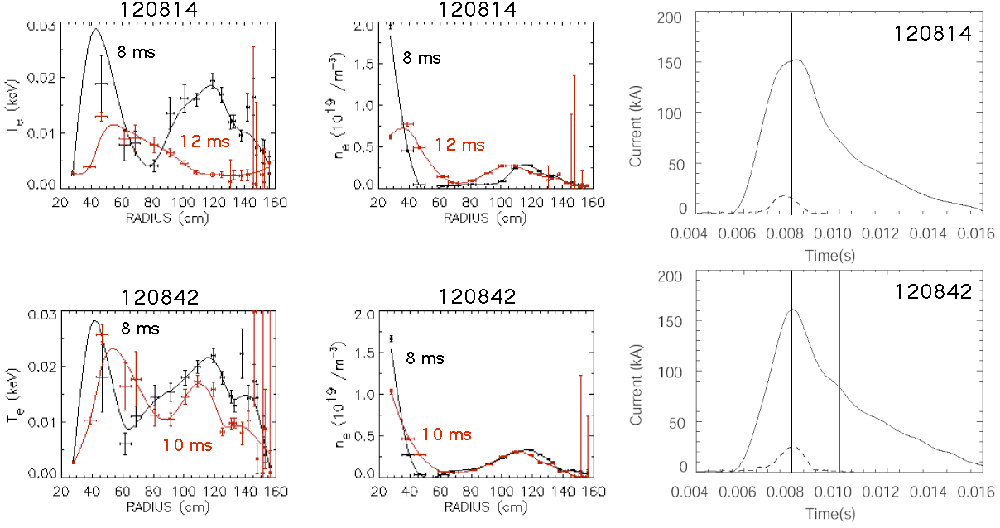 120814
0.03
0.02
0.01
0.00
T_e (keV)
8 ms
12 ms
20 40 60 80 100 120 140 160
RADIUS (cm)
120814
2.0
1.5
1.0
0.5
0.0
n_e (10^19 /m^-3)
8 ms
12 ms
20 40 60 80 100 120 140 160
RADIUS (cm)
120814
200
150
100
50
0
Current (kA)
0.004 0.006 0.008 0.010 0.012 0.014 0.016
Time(s)
120842
0.03
0.02
0.01
0.00
T_e (keV)
8 ms
10 ms
20 40 60 80 100 120 140 160
RADIUS (cm)
120842
2.0
1.5
1.0
0.5
0.0
n_e (10^19 /m^-3)
8 ms
10 ms
20 40 60 80 100 120 140 160
RADIUS (cm)
120842
200
150
100
50
0
Current (kA)
0.004 0.006 0.008 0.010 0.012 0.014 0.016
Time(s)